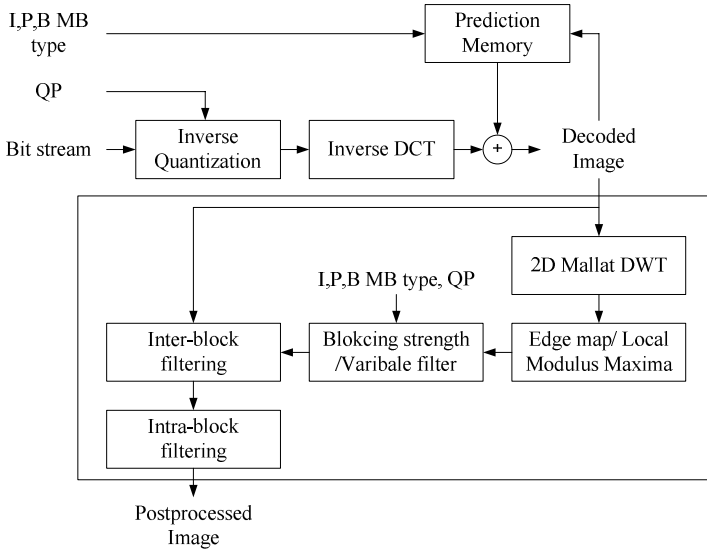 I,P,B MB
type
Prediction
Memory
QP
Bit stream
Inverse
Quantization
Inverse DCT
+
Decoded
Image
2D Mallat DWT
I,P,B MB type, QP
Inter-block
filtering
Blokcing strength
/Varibale filter
Edge map/ Local
Modulus Maxima
Intra-block
filtering
Postprocessed
Image